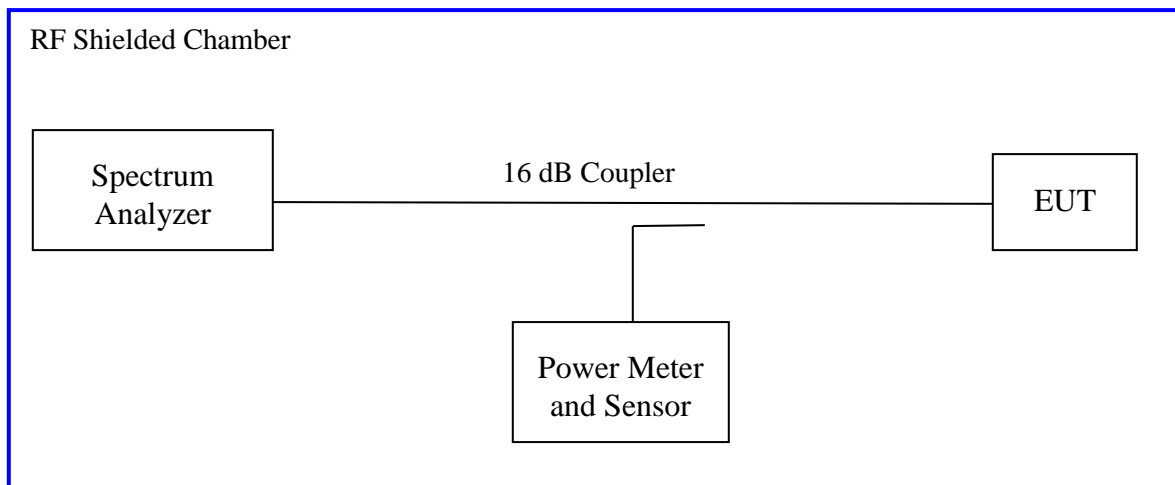 RF Shielded Chamber
Spectrum
Analyzer
16 dB Coupler
EUT
Power Meter
and Sensor